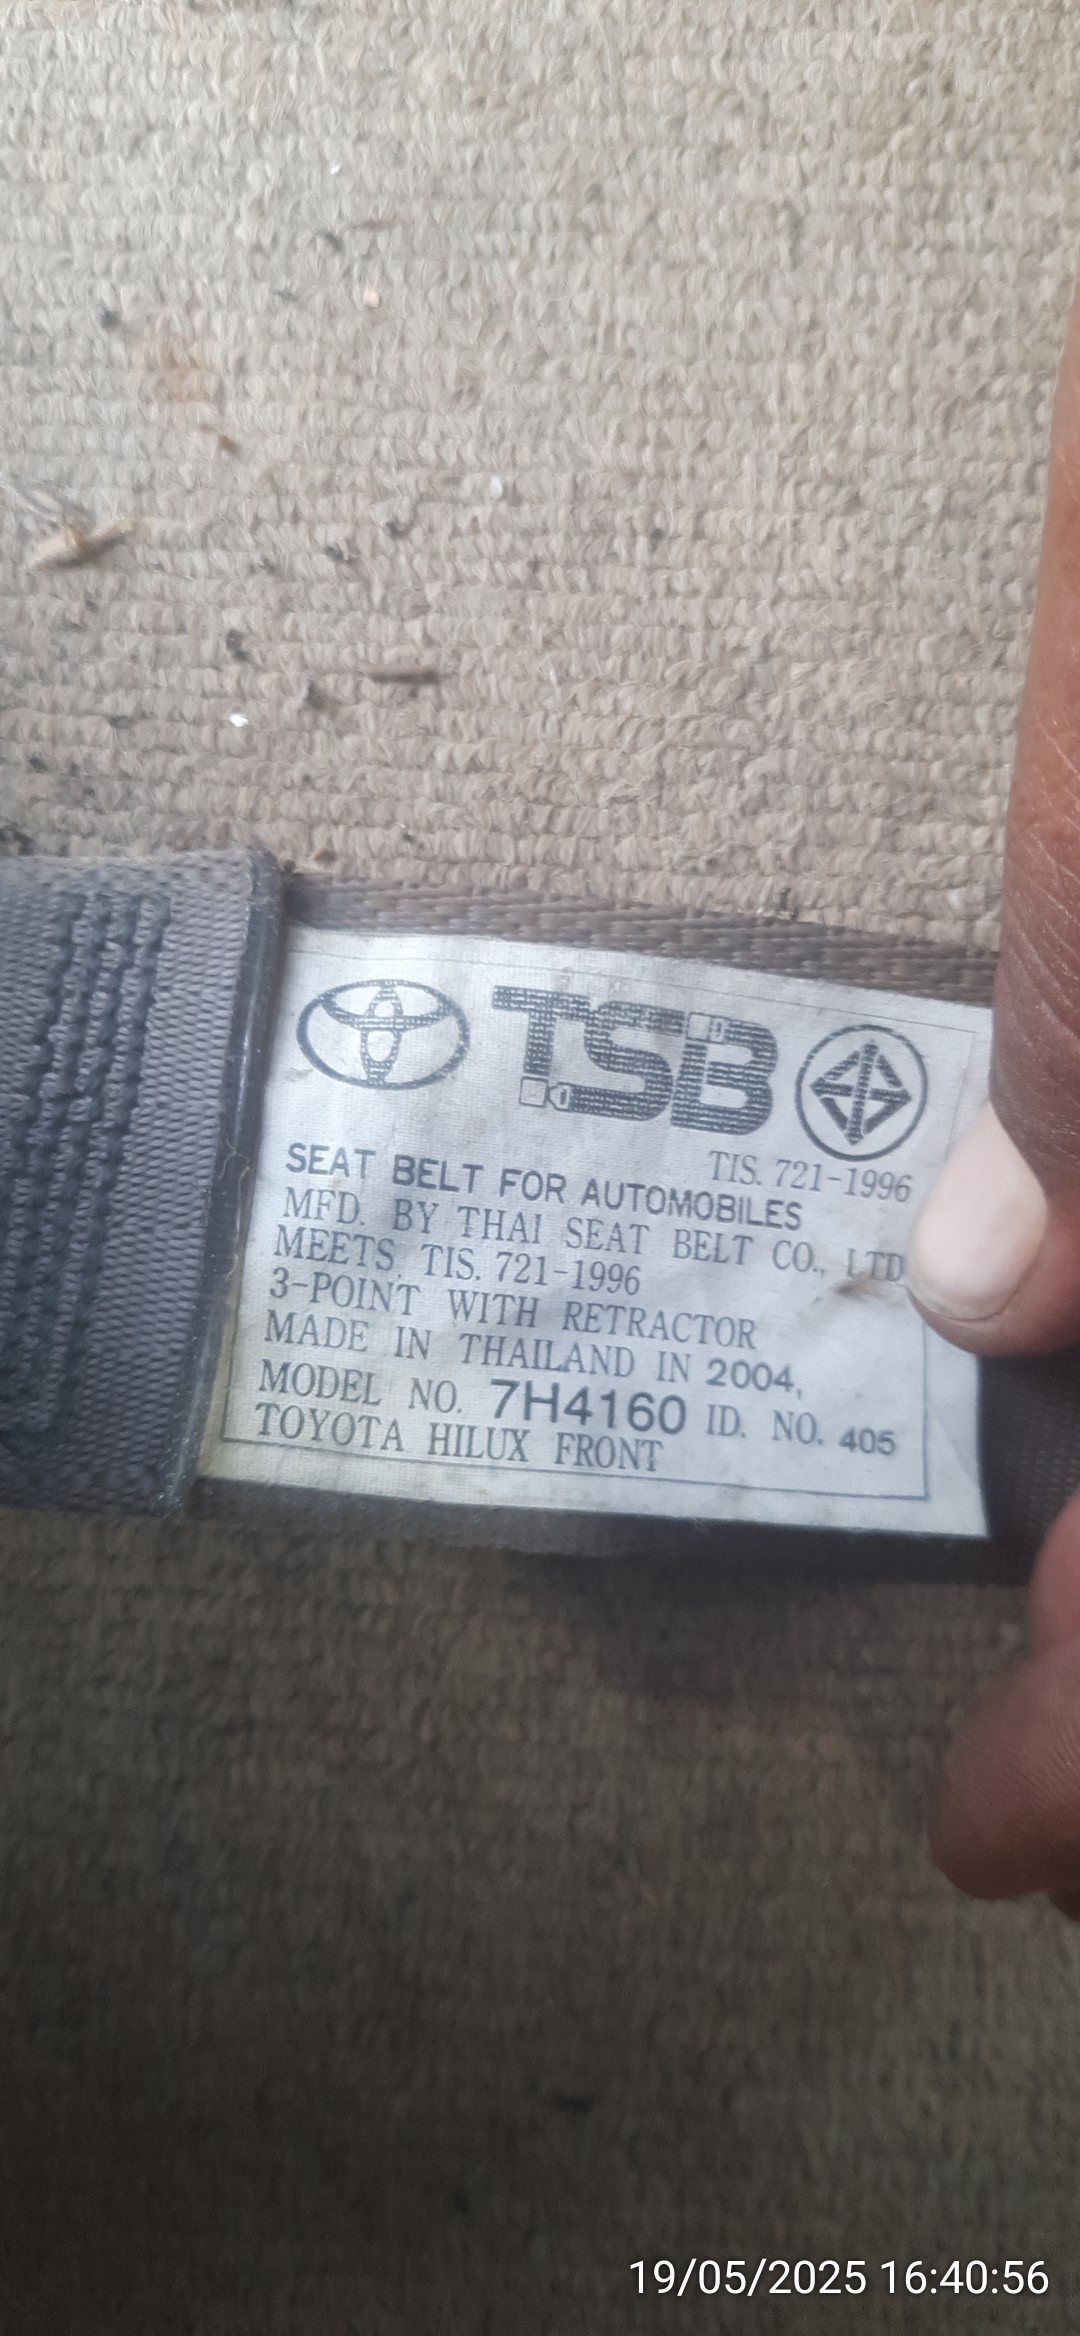 TSB
TIS. 721-1996
SEAT BELT FOR AUTOMOBILES
MFD. BY THAI SEAT BELT CO., LTD
MEETS TIS. 721-1996
3-POINT WITH RETRACTOR
MADE IN THAILAND IN 2004,
MODEL NO. 7H4160 ID. NO. 405
TOYOTA HILUX FRONT
19/05/2025 16:40:56